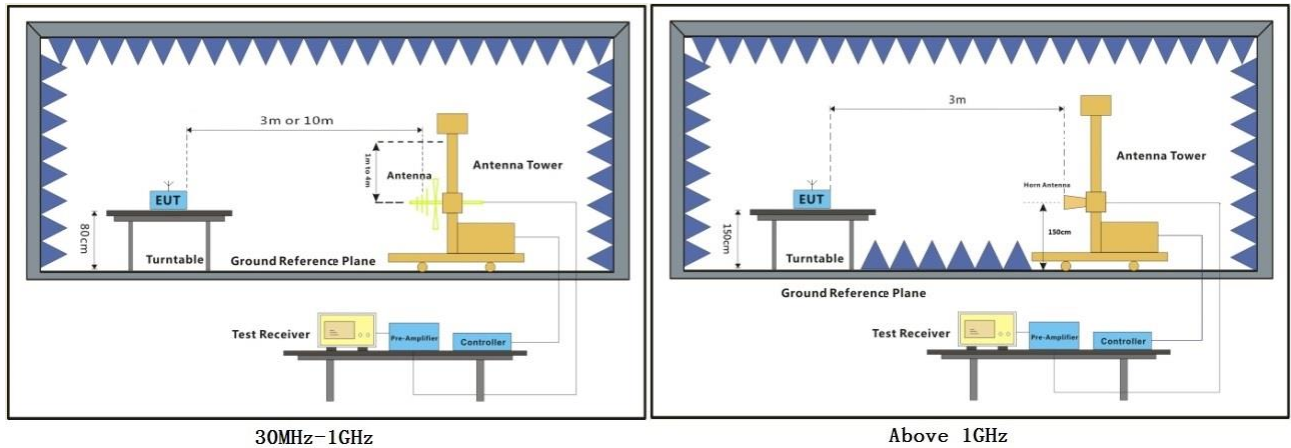 3m or 10m
1m to 4m
Antenna
Antenna Tower
EUT
80cm
Turntable
Ground Reference Plane
Test Receiver
Pre-Amplifier
Controller
30MHz-1GHz
3m
Antenna Tower
Horn Antenna
EUT
150cm
150cm
Turntable
Ground Reference Plane
Test Receiver
Pre-Amplifier
Controller
Above 1GHz